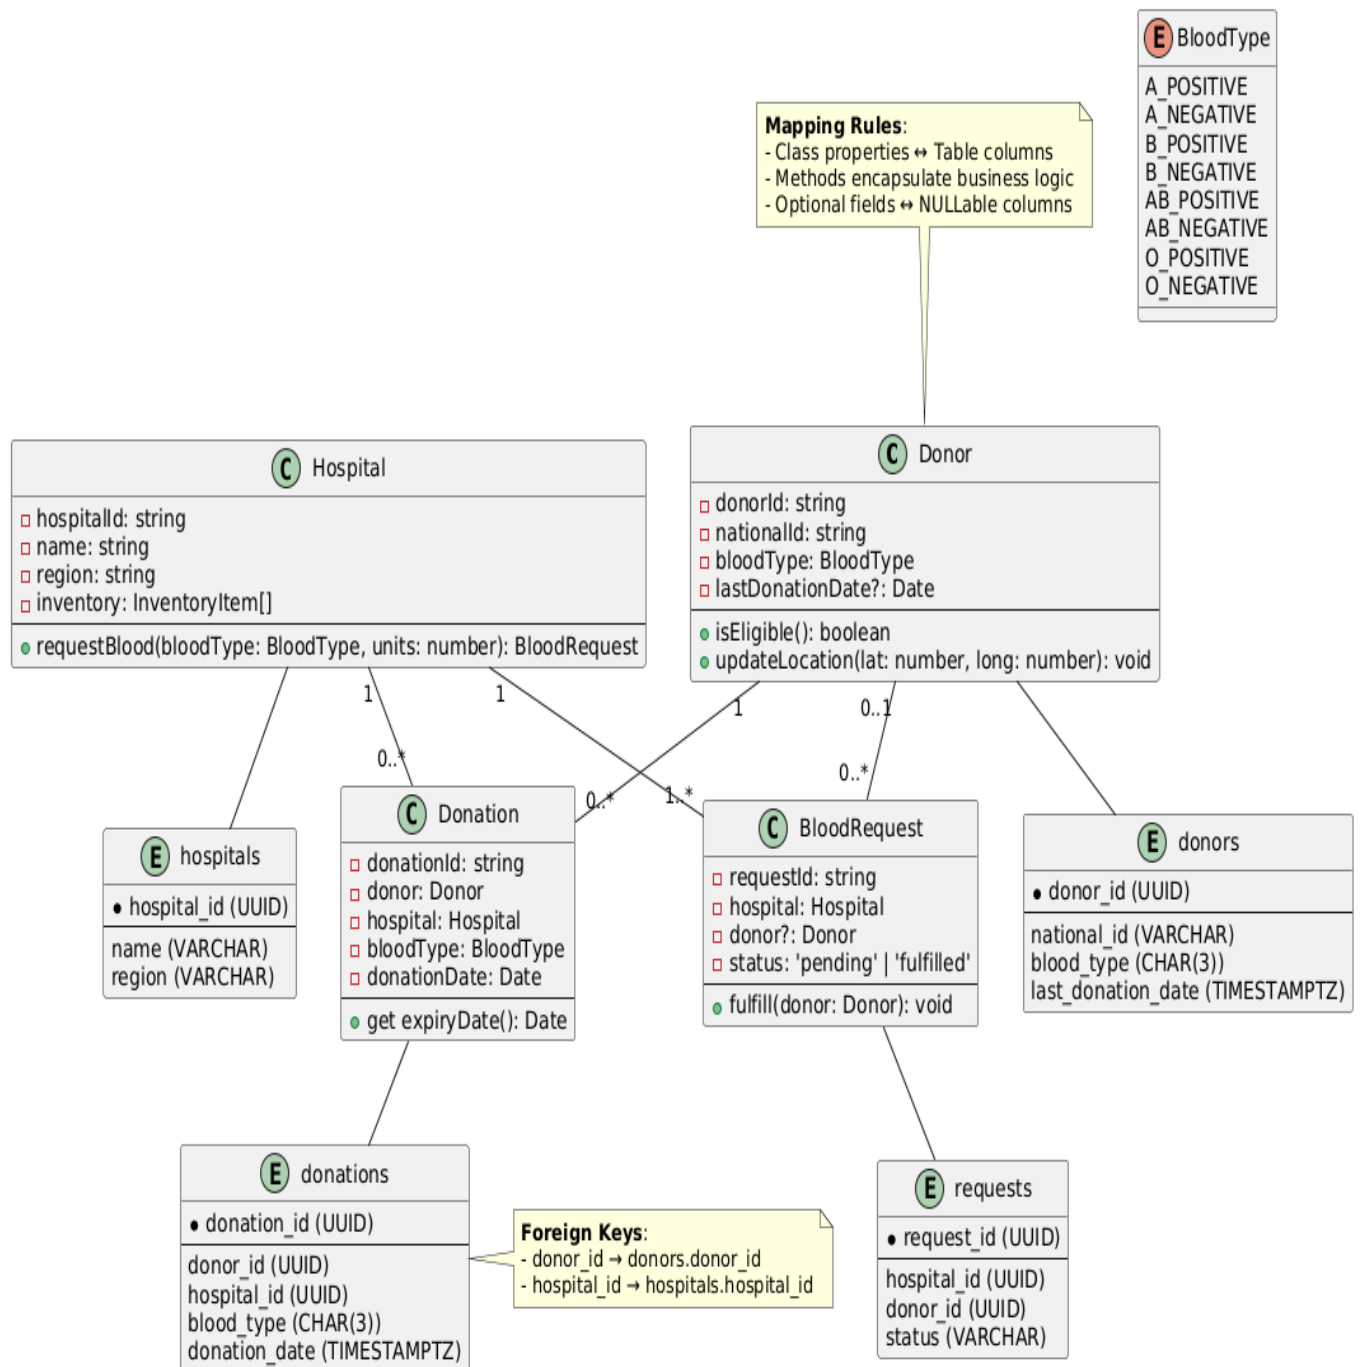 E BloodType
A_POSITIVE
A_NEGATIVE
B_POSITIVE
B_NEGATIVE
AB_POSITIVE
AB_NEGATIVE
O_POSITIVE
O_NEGATIVE
Mapping Rules:
- Class properties ↔ Table columns
- Methods encapsulate business logic
- Optional fields ↔ NULLable columns
C Hospital
hospitalId: string
name: string
region: string
inventory: InventoryItem[]
requestBlood(bloodType: BloodType, units: number): BloodRequest
C Donor
donorId: string
nationalId: string
bloodType: BloodType
lastDonationDate?: Date
isEligible(): boolean
updateLocation(lat: number, long: number): void
1
1
1
0..1
0..*
0..*
1..*
0..*
E hospitals
hospital_id (UUID)
name (VARCHAR)
region (VARCHAR)
C Donation
donationId: string
donor: Donor
hospital: Hospital
bloodType: BloodType
donationDate: Date
get expiryDate(): Date
C BloodRequest
requestId: string
hospital: Hospital
donor?: Donor
status: 'pending' | 'fulfilled'
fulfill(donor: Donor): void
E donors
donor_id (UUID)
national_id (VARCHAR)
blood_type (CHAR(3))
last_donation_date (TIMESTAMPTZ)
E donations
donation_id (UUID)
donor_id (UUID)
hospital_id (UUID)
blood_type (CHAR(3))
donation_date (TIMESTAMPTZ)
Foreign Keys:
- donor_id → donors.donor_id
- hospital_id → hospitals.hospital_id
E requests
request_id (UUID)
hospital_id (UUID)
donor_id (UUID)
status (VARCHAR)